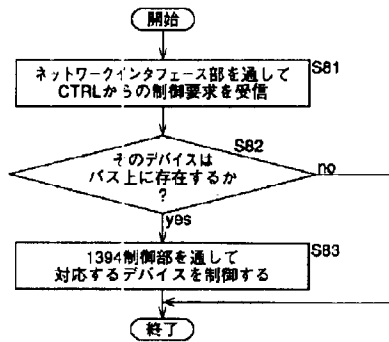 開始
ネットワークインタフェース部を通して
CTRLからの制御要求を受信
S81
そのデバイスは
バス上に存在するか
?
S82
no
yes
1394制御部を通して
対応するデバイスを制御する
S83
終了